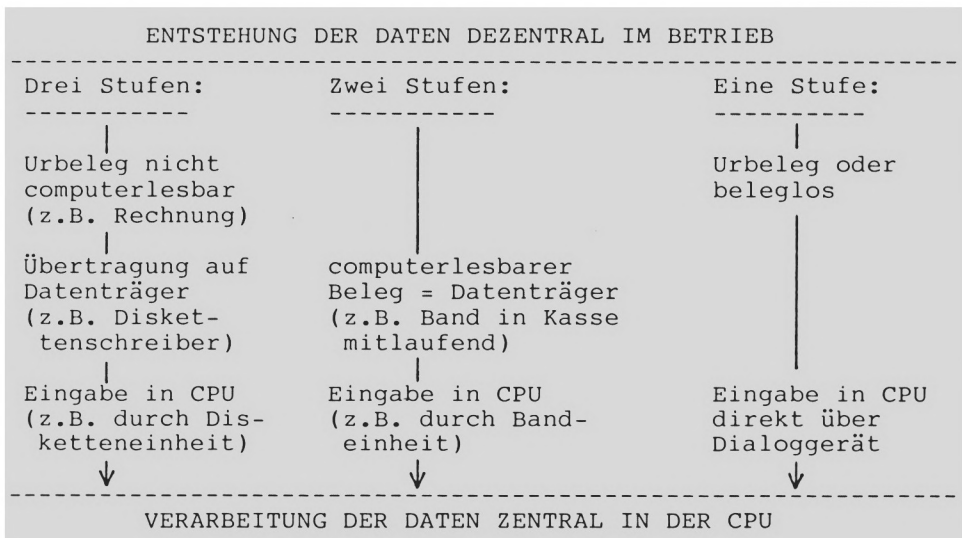 ENTSTEHUNG DER DATEN DEZENTRAL IM BETRIEB
Drei Stufen:
Urbeleg nicht
computerlesbar
(z.B. Rechnung)
Übertragung auf
Datenträger
(z.B. Disket-
tenschreiber)
Eingabe in CPU
(z.B. durch Dis-
ketteneinheit)
Zwei Stufen:
computerlesbarer
Beleg = Datenträger
(z.B. Band in Kasse
mitlaufend)
Eingabe in CPU
(z.B. durch Band-
einheit)
Eine Stufe:
Urbeleg oder
beleglos
Eingabe in CPU
direkt über
Dialoggerät
VERARBEITUNG DER DATEN ZENTRAL IN DER CPU